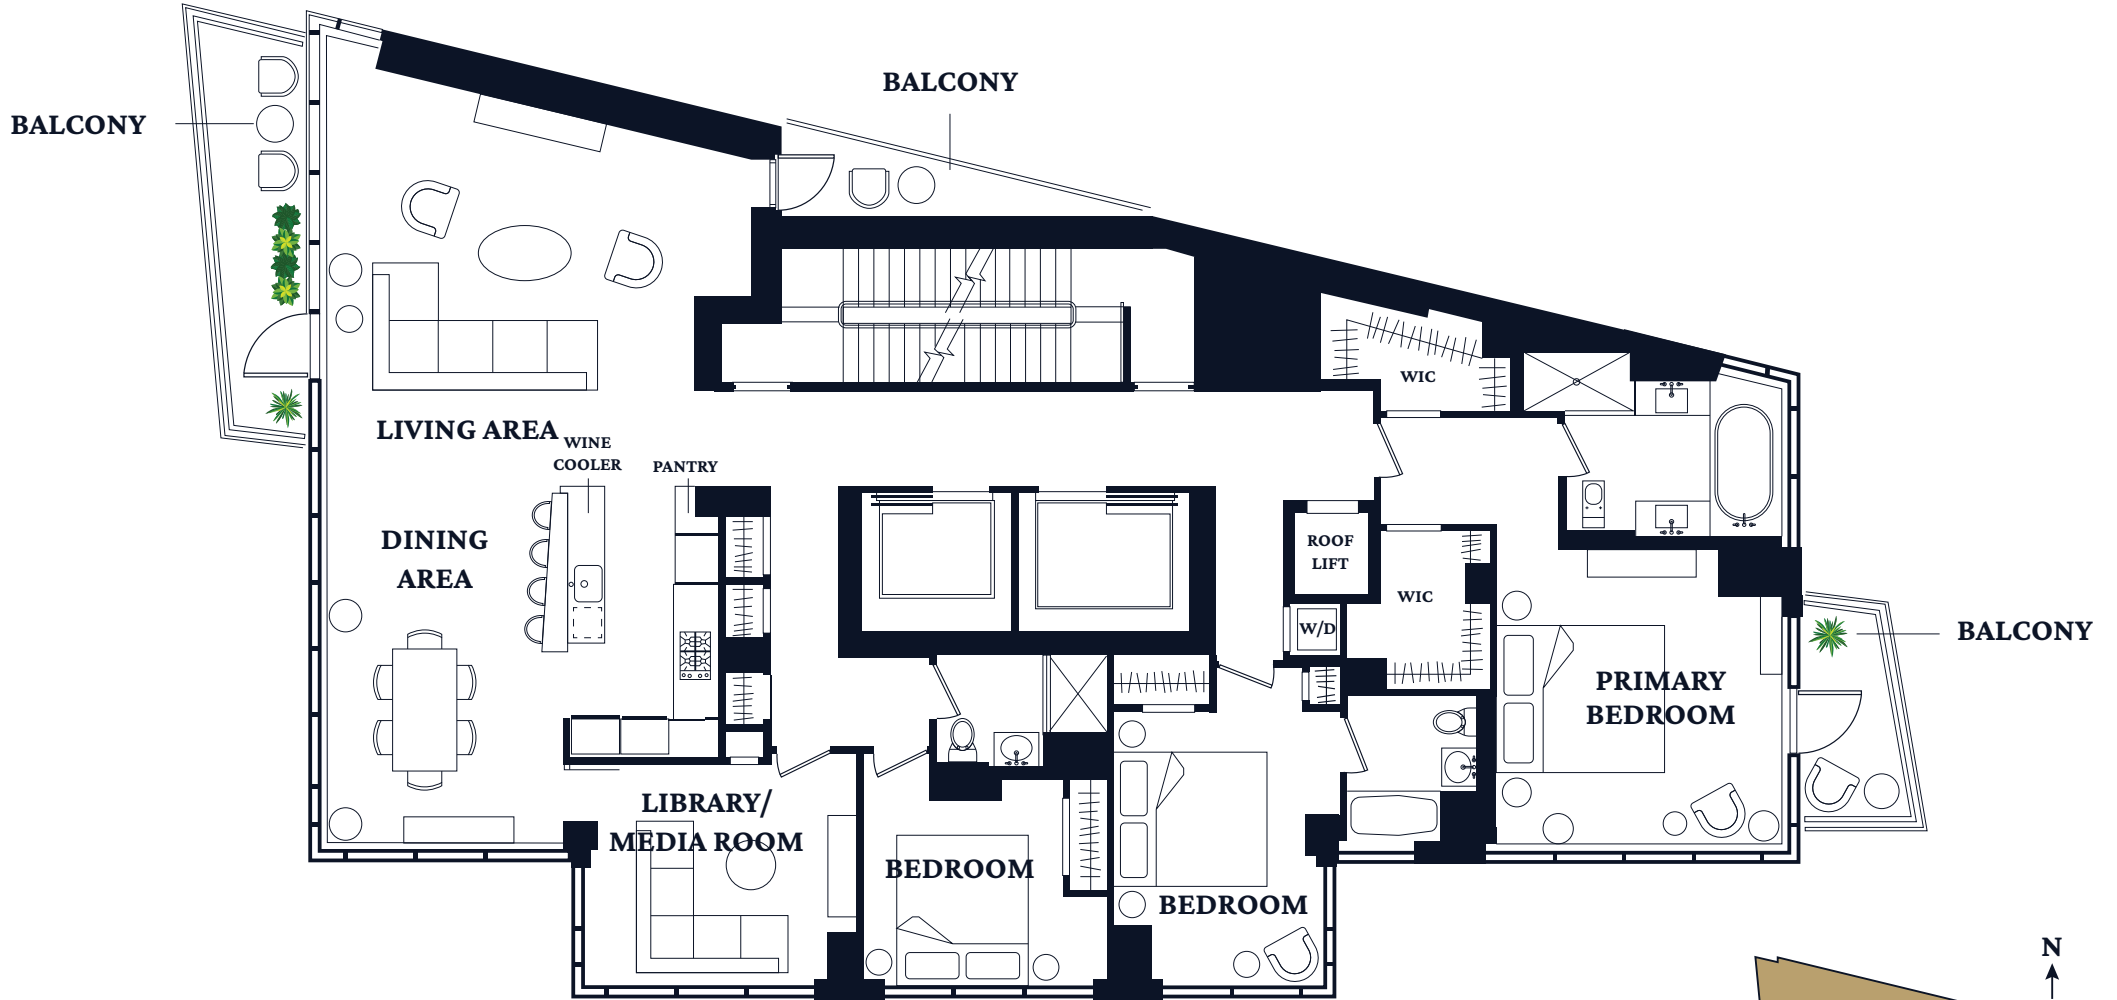 BALCONY
BALCONY
WIC
LIVING AREA
WINE
COOLER
PANTRY
DINING
AREA
ROOF
LIFT
WIC
W/D
BALCONY
PRIMARY
BEDROOM
LIBRARY/
MEDIA ROOM
BEDROOM
BEDROOM
N